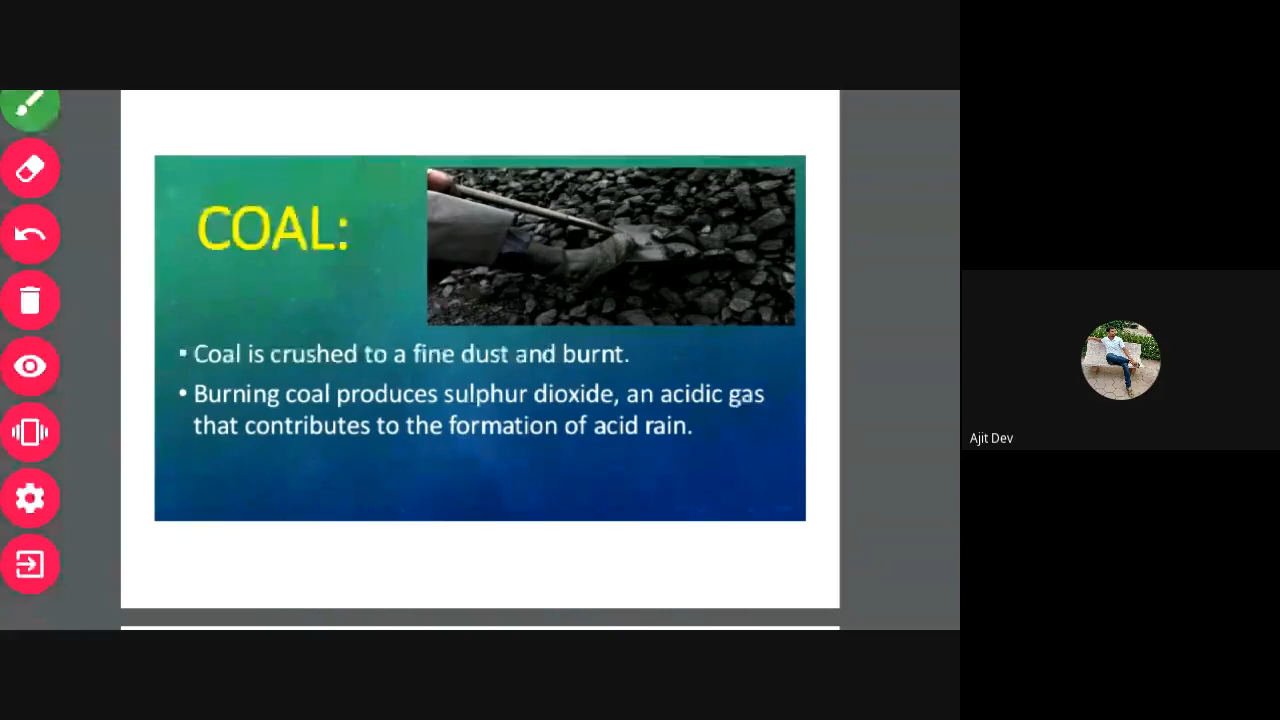 COAL:
▪ Coal is crushed to a fine dust and burnt.
• Burning coal produces sulphur dioxide, an acidic gas
that contributes to the formation of acid rain.
Ajit Dev